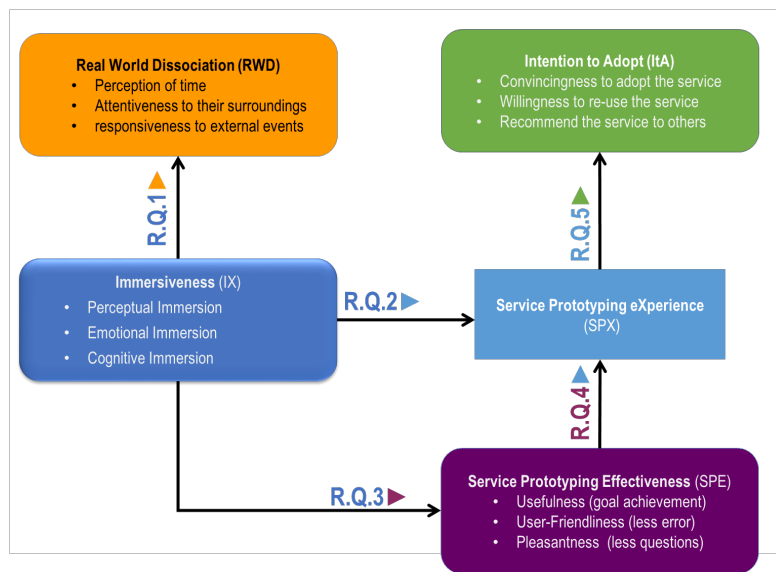 Real World Dissociation (RWD)
• Perception of time
• Attentiveness to their surroundings
• responsiveness to external events
Intention to Adopt (ItA)
• Convincingness to adopt the service
• Willingness to re-use the service
• Recommend the service to others
R.Q.1
R.Q.5
Immersiveness (IX)
• Perceptual Immersion
• Emotional Immersion
• Cognitive Immersion
R.Q.2
Service Prototyping eXperience
(SPX)
R.Q.4
R.Q.3
Service Prototyping Effectiveness (SPE)
• Usefulness (goal achievement)
• User-Friendliness (less error)
• Pleasantness (less questions)